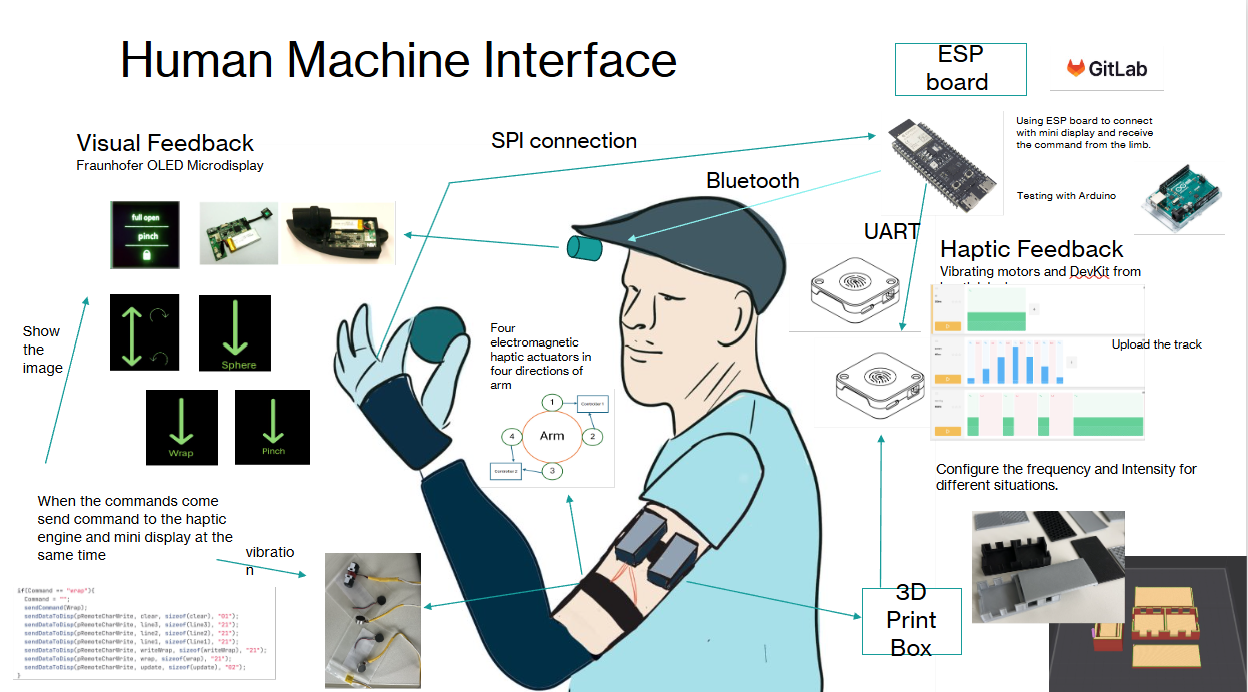 Human Machine Interface
ESP
board
GitLab
Visual Feedback
Fraunhofer OLED Microdisplay
SPI connection
Using ESP board to connect
with mini display and receive
the command from the limb.
Bluetooth
Testing with Arduino
full open
pinch
UART
Haptic Feedback
Vibrating motors and DevKit from
Show
the
image
Sphere
Four
electromagnetic
haptic actuators in
four directions of
arm
Upload the track
Wrap
Pinch
1
Controller 1
4
Arm
2
Controller 2
3
Configure the frequency and Intensity for
different situations.
When the commands come
send command to the haptic
engine and mini display at the
same time
vibratio
n
if(Command == "wrap"){
Command = "";
sendCommand(Wrap);
sendDataToDisp(pRemoteCharWrite, clear, sizeof(clear), "01");
sendDataToDisp(pRemoteCharWrite, line3, sizeof(line3), "21");
sendDataToDisp(pRemoteCharWrite, line2, sizeof(line2), "21");
sendDataToDisp(pRemoteCharWrite, line1, sizeof(line1), "21");
sendDataToDisp(pRemoteCharWrite, writeWrap, sizeof(writeWrap), "21");
sendDataToDisp(pRemoteCharWrite, wrap, sizeof(wrap), "21");
sendDataToDisp(pRemoteCharWrite, update, sizeof(update), "02");
}
3D
Print
Box